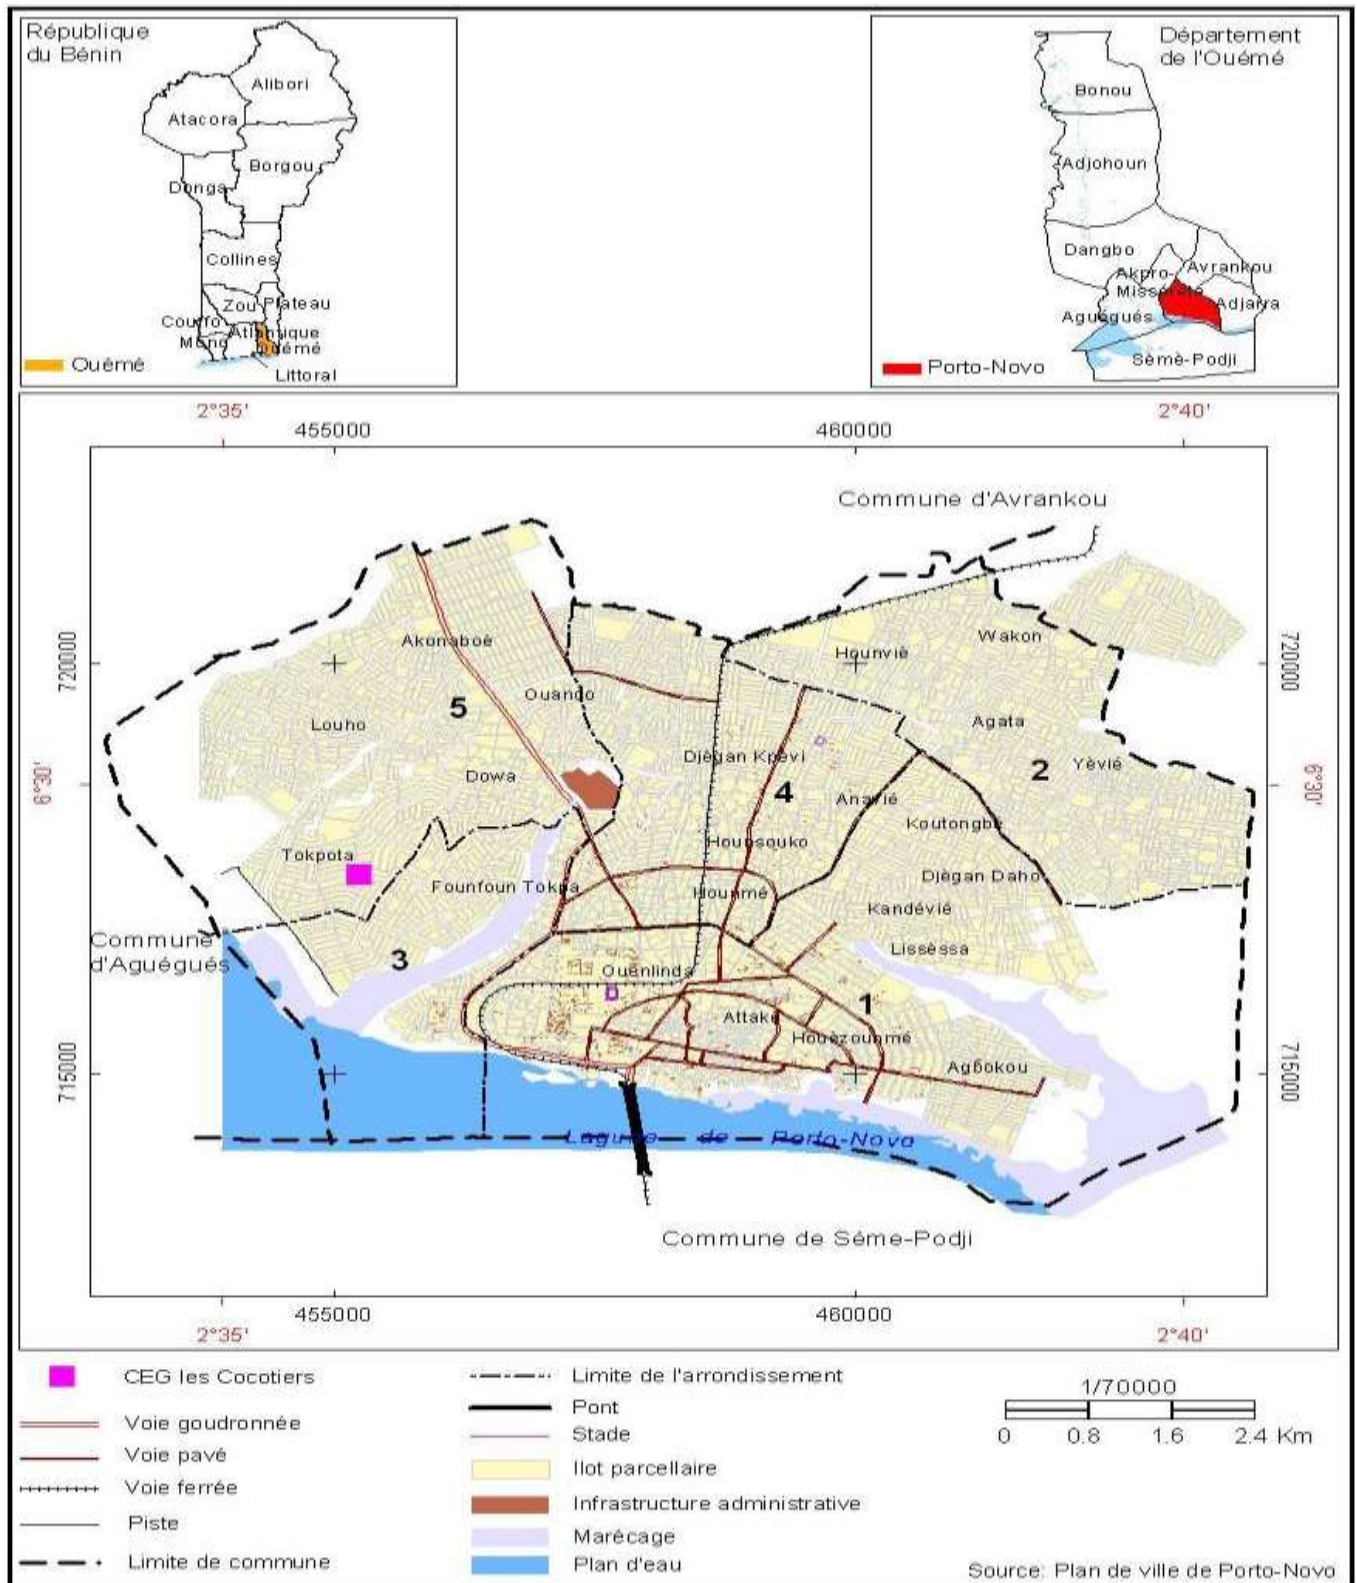 République
du Bénin
Alibori
Atacora
Borgou
Donga
Collines
Zou
Plateau
Couffo
Atlantique
Mono
Ouémé
Littoral
Ouémé
Département
de l'Ouémé
Bonou
Adjohoun
Dangbo
Avrankou
Akpro-
Missérété
Adjarra
Aguégués
Sèmè-Podji
Porto-Novo
2°35'
2°40'
455000
460000
Commune d'Avrankou
720000
720000
Wakon
Akonaboè
Hounvié
Ouando
5
Louho
Agata
Djègan Kpèvi
2
Yèvié
6°30'
6°30'
Dowa
4
Anavié
Koutongbé
Hounsouko
Tokpota
Djègan Daho
Founfoun Tokpa
Hounmé
Kandévié
Commune
d'Aguégués
Lissèssa
3
Ouenlinda
1
Attaké
Houèzounmé
Agbokou
715000
715000
Lagune de Porto-Novo
Commune de Séme-Podji
455000
460000
2°35'
2°40'
CEG les Cocotiers
Voie goudronnée
Voie pavé
Voie ferrée
Piste
Limite de commune
Limite de l'arrondissement
Pont
Stade
Ilot parcellaire
Infrastructure administrative
Marécage
Plan d'eau
1/70000
0 0.8 1.6 2.4 Km
Source: Plan de ville de Porto-Novo